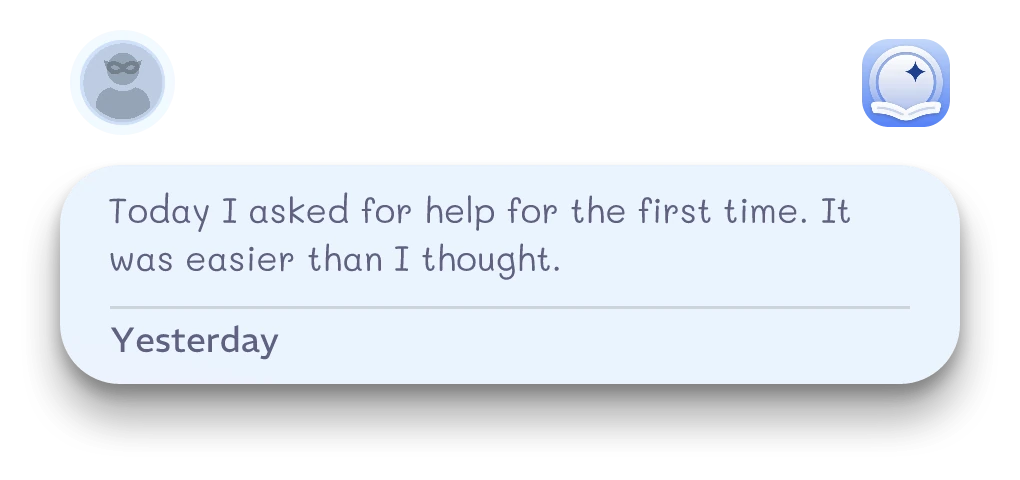 Today I asked for help for the first time. It
was easier than I thought.
Yesterday